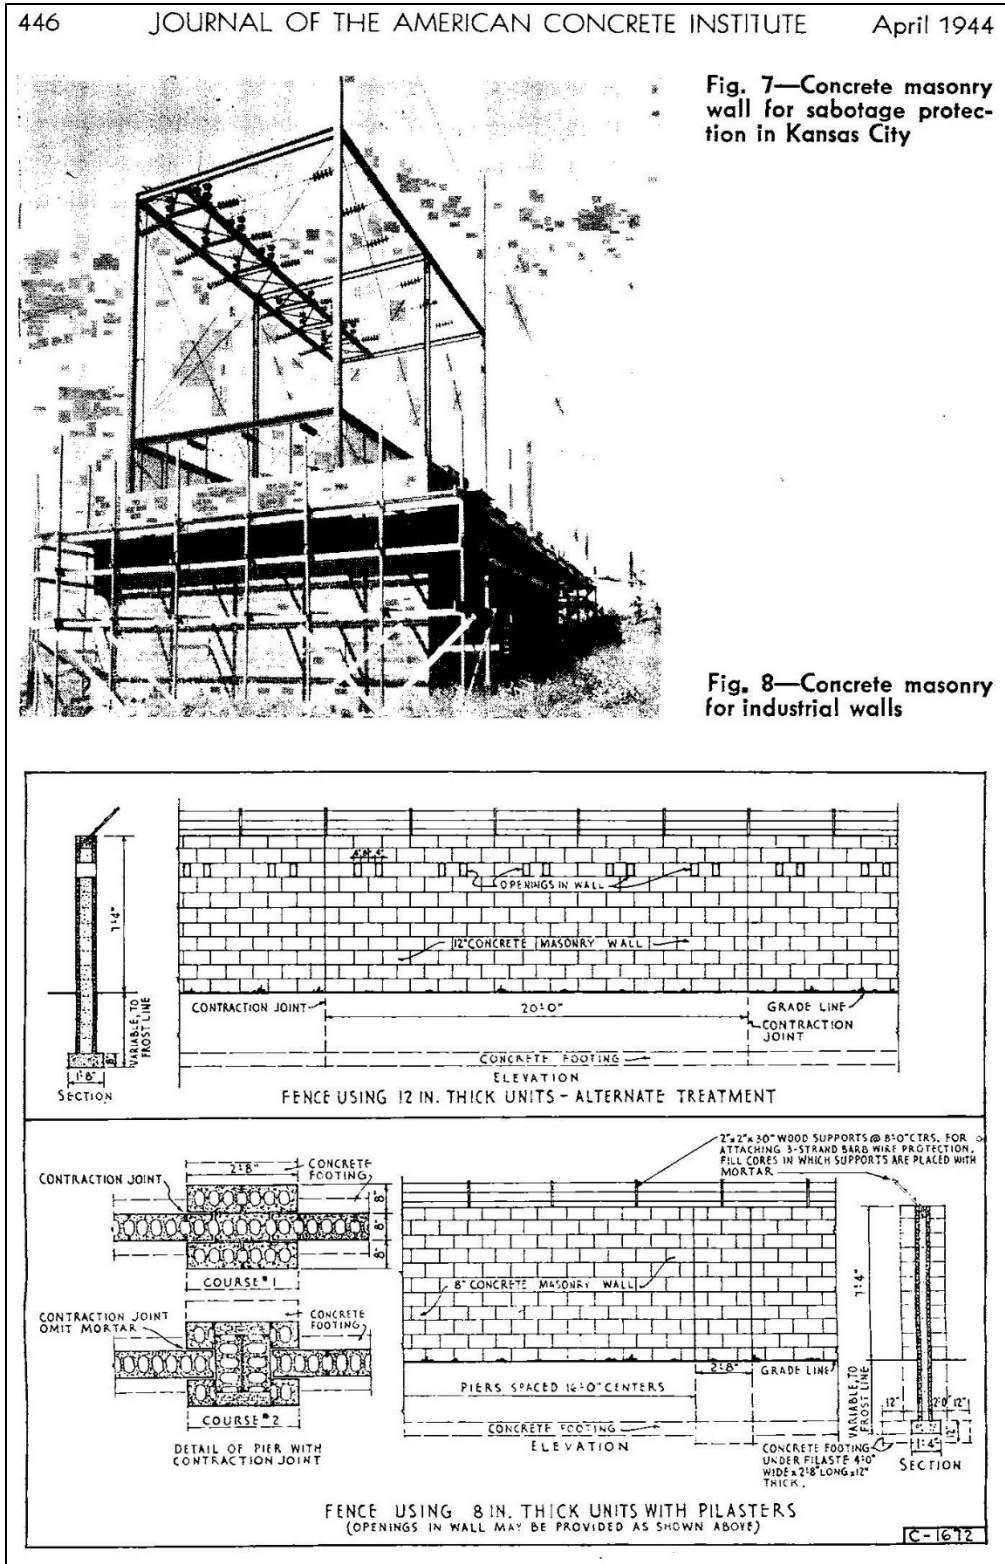 446 JOURNAL OF THE AMERICAN CONCRETE INSTITUTE April 1944
Fig. 7—Concrete masonry
wall for sabotage protec-
tion in Kansas City
Fig. 8—Concrete masonry
for industrial walls
4" 8" 4"
OPENINGS IN WALL
7'-4"
12" CONCRETE MASONRY WALL
CONTRACTION JOINT
20'-0"
GRADE LINE
CONTRACTION
JOINT
VARIABLE, TO
FROST LINE
8"
1'-8"
SECTION
CONCRETE FOOTING
ELEVATION
FENCE USING 12 IN. THICK UNITS - ALTERNATE TREATMENT
2"x2"x30" WOOD SUPPORTS @ 8'-0" CTRS. FOR
ATTACHING 3-STRAND BARB WIRE PROTECTION.
FILL CORES IN WHICH SUPPORTS ARE PLACED WITH
MORTAR
2'-8"
CONCRETE
FOOTING
CONTRACTION JOINT
8"
8"
8"
COURSE #1
CONTRACTION JOINT
OMIT MORTAR
CONCRETE
FOOTING
COURSE #2
DETAIL OF PIER WITH
CONTRACTION JOINT
8" CONCRETE MASONRY WALL
7'-4"
2'-8"
GRADE LINE
PIERS SPACED 16'-0" CENTERS
CONCRETE FOOTING
ELEVATION
VARIABLE, TO
FROST LINE
12" 2'-0" 12"
12"
1'-4"
SECTION
CONCRETE FOOTING
UNDER PILASTE 4'-0"
WIDE x 2'-8" LONG x 12"
THICK.
FENCE USING 8 IN. THICK UNITS WITH PILASTERS
(OPENINGS IN WALL MAY BE PROVIDED AS SHOWN ABOVE)
C-1672